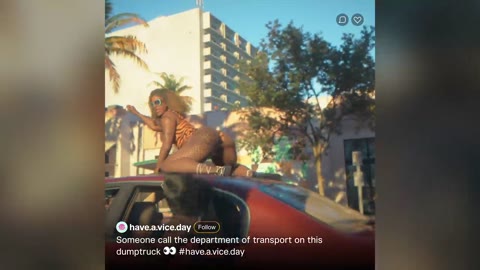 have.a.vice.day Follow
Someone call the department of transport on this
dumptruck 👀 #have.a.vice.day